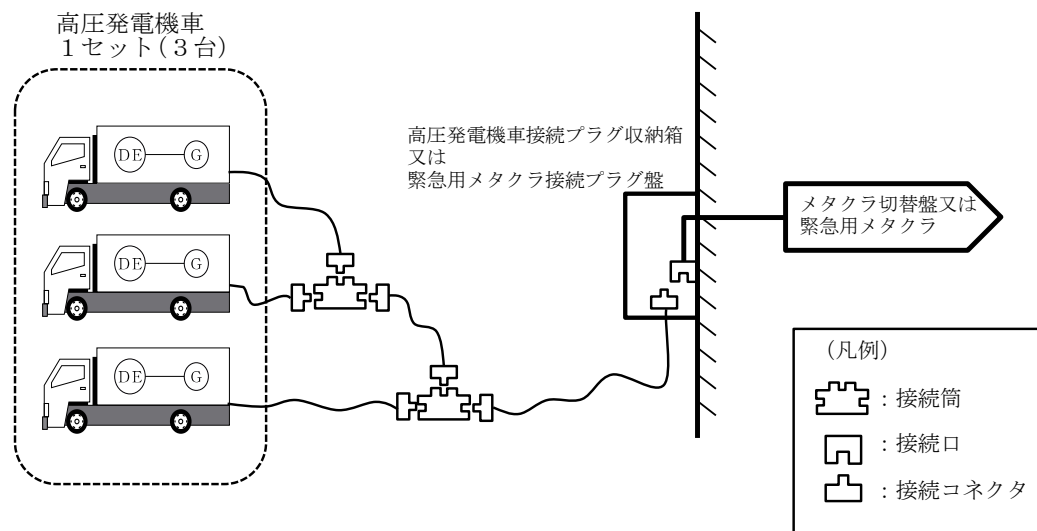 高圧発電機車
１セット(３台)
DE G
DE G
DE G
高圧発電機車接続プラグ収納箱
又は
緊急用メタクラ接続プラグ盤
メタクラ切替盤又は
緊急用メタクラ
(凡例)
：接続筒
：接続口
：接続コネクタ